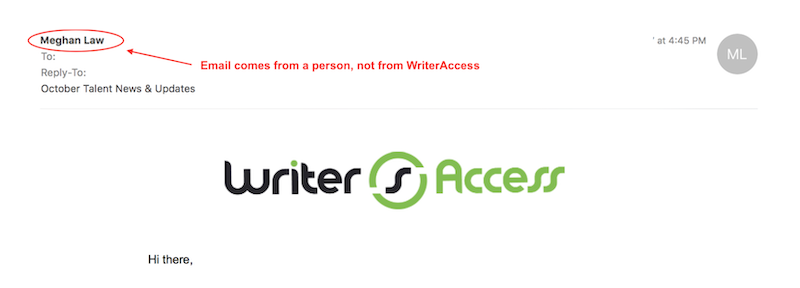 Meghan Law
' at 4:45 PM
ML
To:
Email comes from a person, not from WriterAccess
Reply-To:
October Talent News & Updates
Writer Access
Hi there,